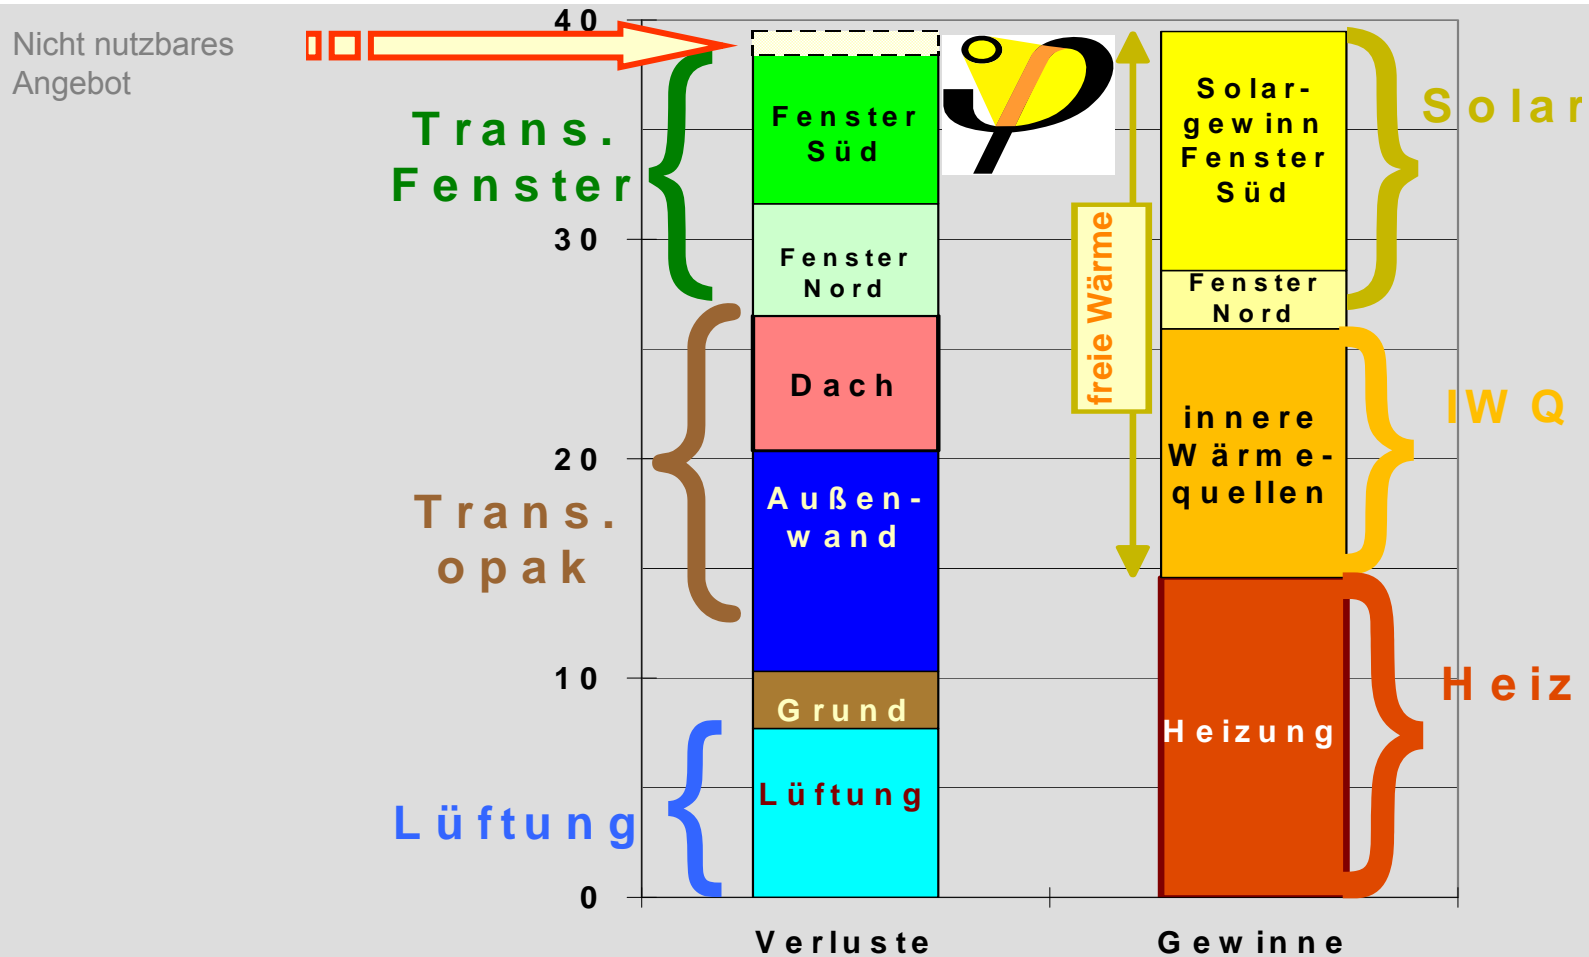 Nicht nutzbares
Angebot
Trans.
Fenster
Trans.
opak
Lüftung
40
30
20
10
0
Fenster
Süd
Fenster
Nord
Dach
Außen-
wand
Grund
Lüftung
Verluste
freie Wärme
Solar-
gewinn
Fenster
Süd
Fenster
Nord
innere
Wärme-
quellen
Heizung
Gewinne
Solar
IWQ
Heiz